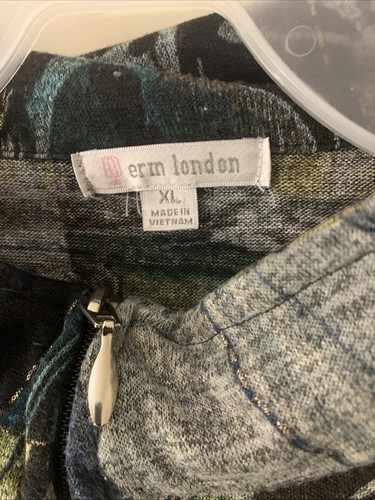 erm london
XL
MADE IN
VIETNAM